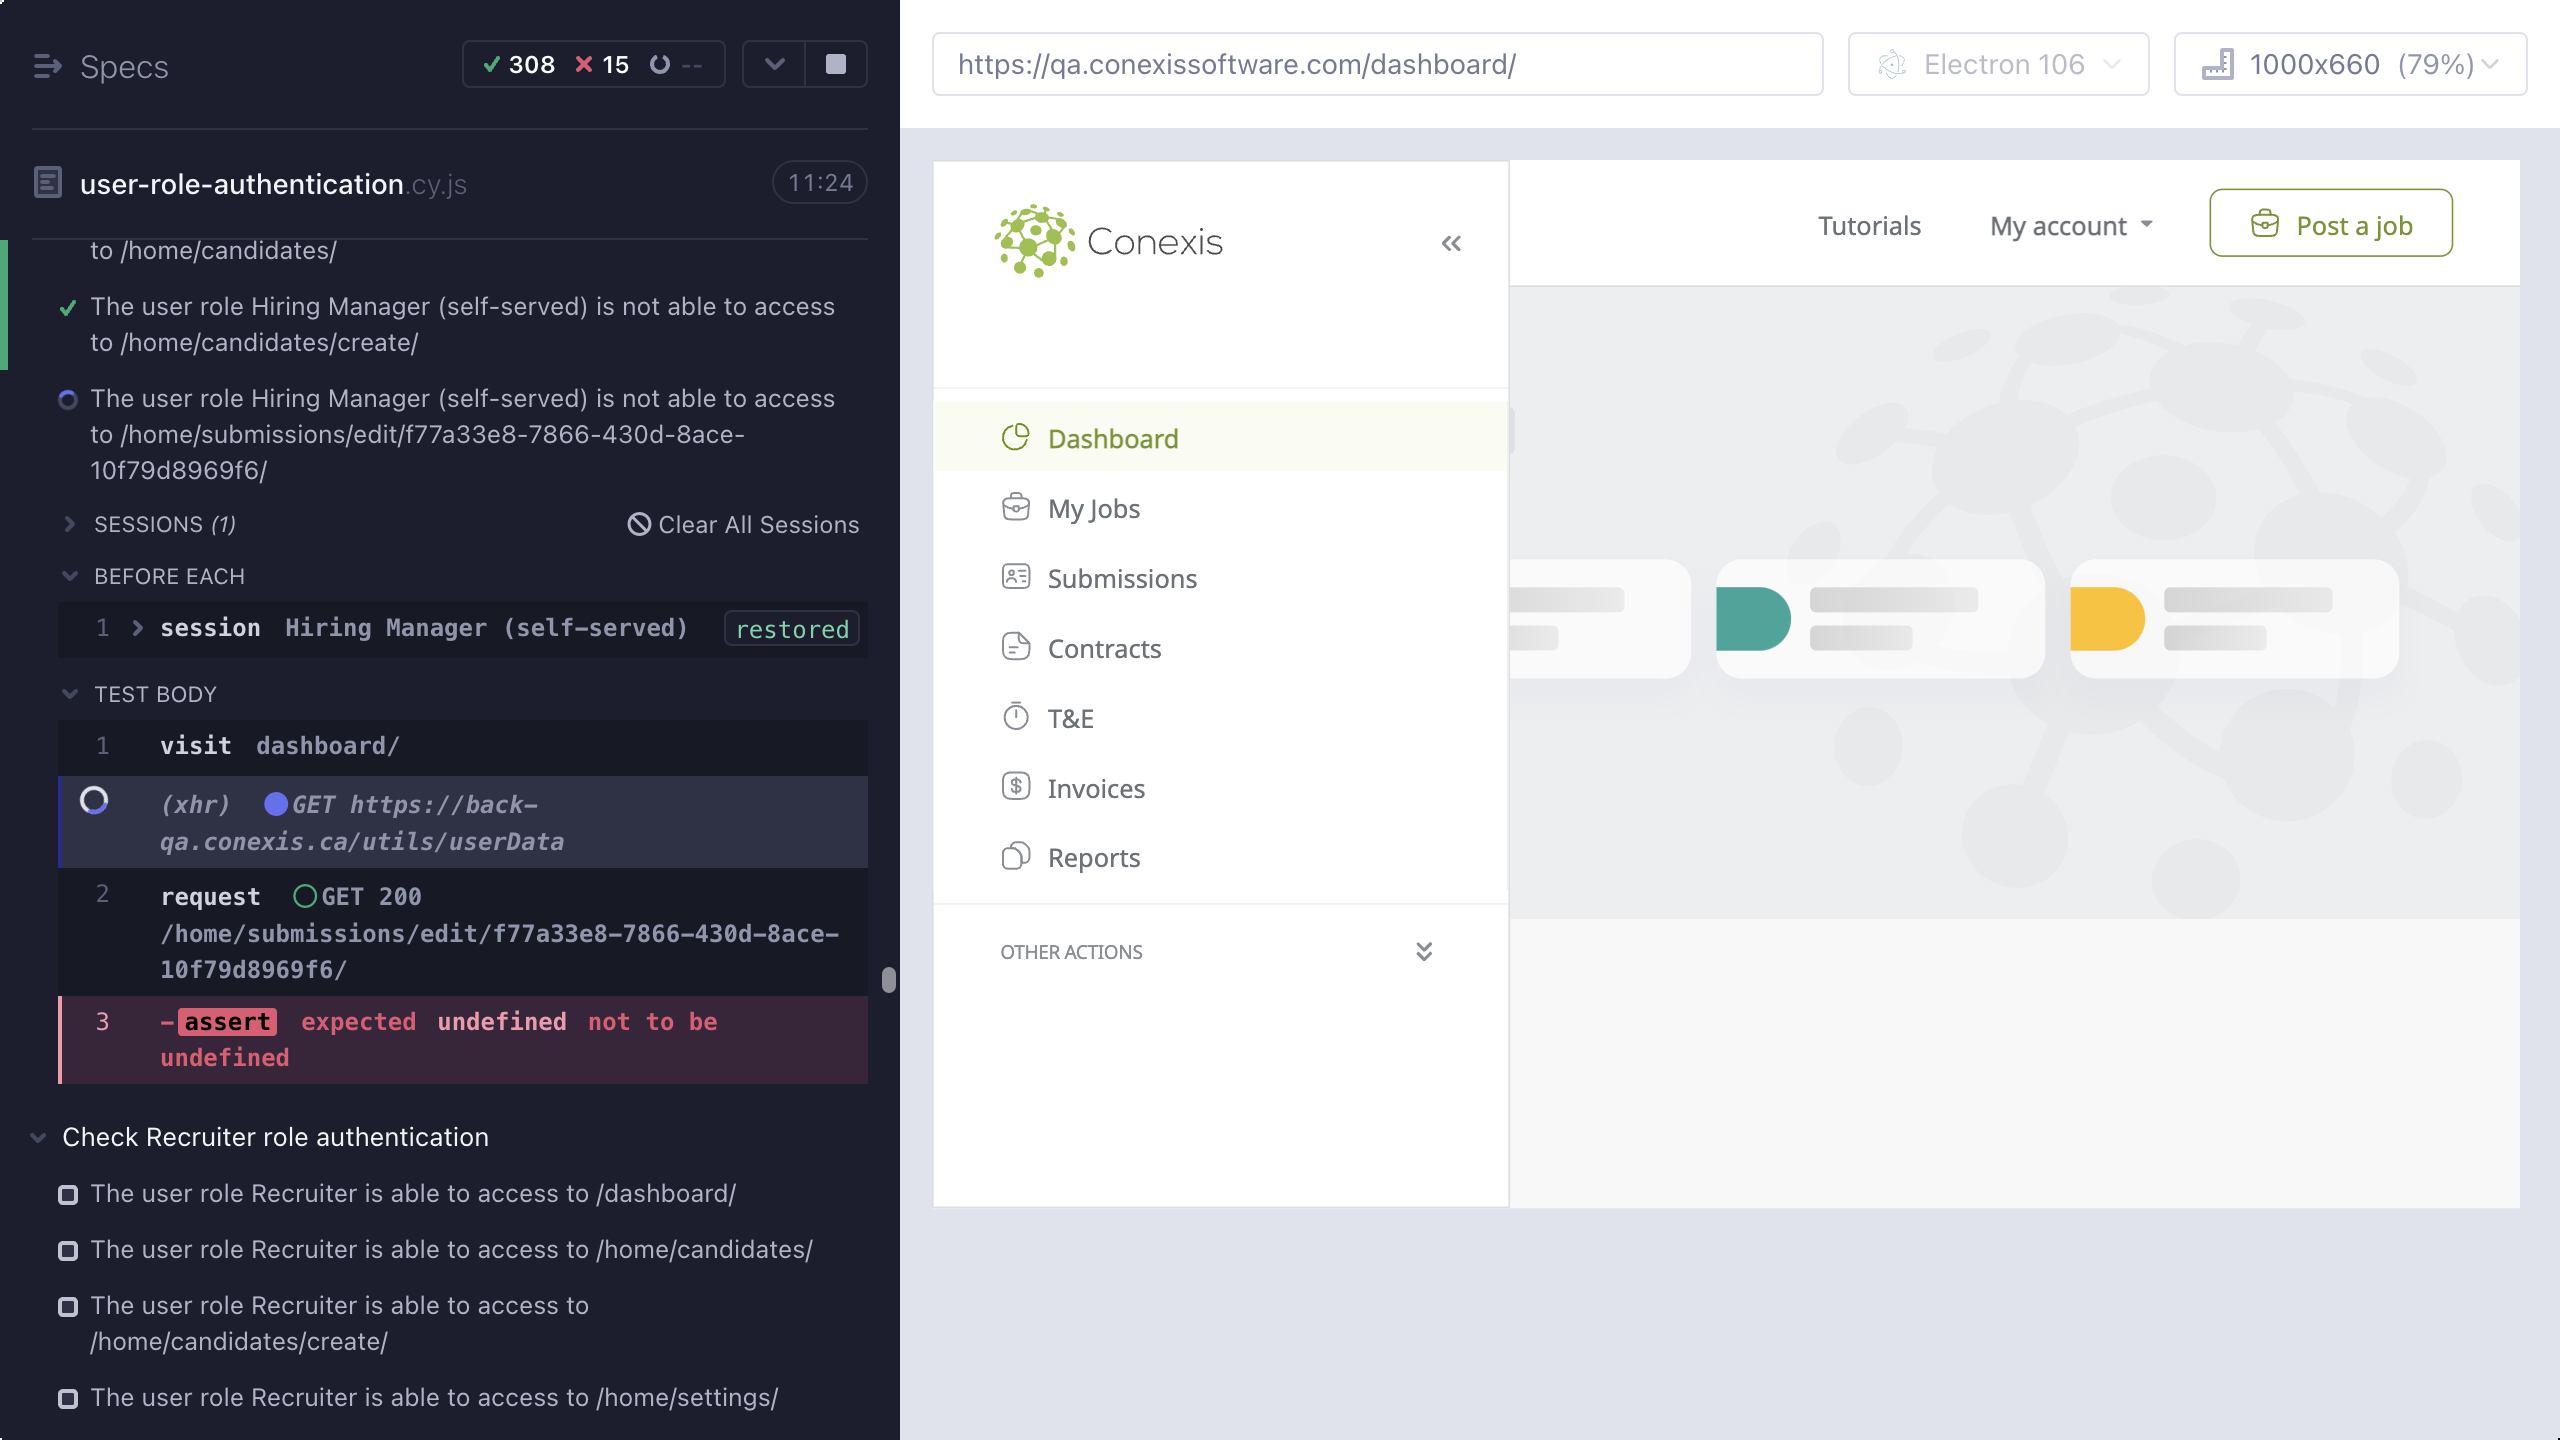 Specs
308 15 --
user-role-authentication.cy.js
11:24
to /home/candidates/
The user role Hiring Manager (self-served) is not able to access
to /home/candidates/create/
The user role Hiring Manager (self-served) is not able to access
to /home/submissions/edit/f77a33e8-7866-430d-8ace-
10f79d8969f6/
SESSIONS (1)
Clear All Sessions
BEFORE EACH
1 session Hiring Manager (self-served) restored
TEST BODY
1 visit dashboard/
(xhr) GET https://back-
qa.conexis.ca/utils/userData
2 request GET 200
/home/submissions/edit/f77a33e8-7866-430d-8ace-
10f79d8969f6/
3 -assert expected undefined not to be
undefined
Check Recruiter role authentication
The user role Recruiter is able to access to /dashboard/
The user role Recruiter is able to access to /home/candidates/
The user role Recruiter is able to access to
/home/candidates/create/
The user role Recruiter is able to access to /home/settings/
https://qa.conexissoftware.com/dashboard/
Electron 106
1000x660 (79%)
Conexis
Tutorials
My account
Post a job
Dashboard
My Jobs
Submissions
Contracts
T&E
Invoices
Reports
OTHER ACTIONS